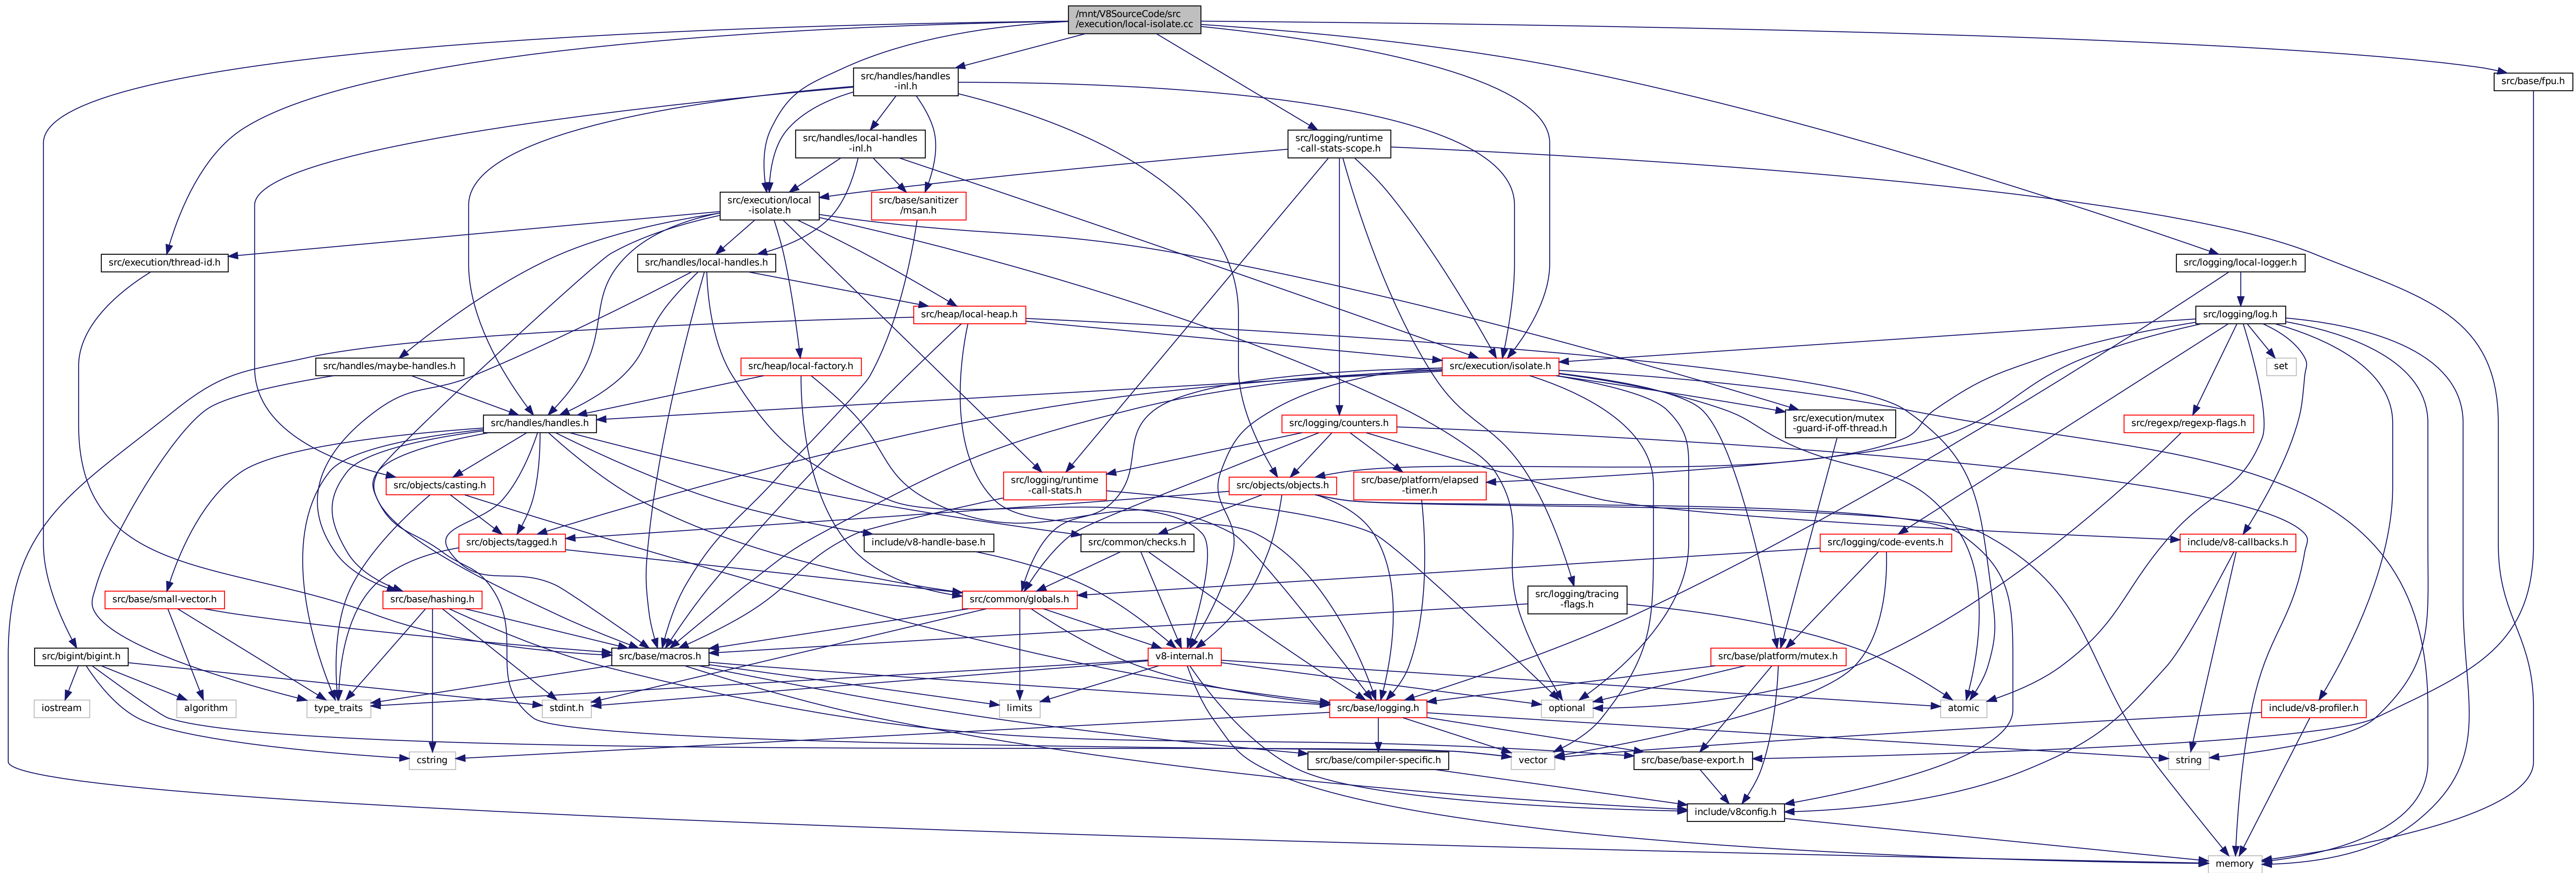 /mnt/V8SourceCode/src
/execution/local-isolate.cc
src/handles/handles
-inl.h
src/base/fpu.h
src/handles/local-handles
-inl.h
src/logging/runtime
-call-stats-scope.h
src/execution/local
-isolate.h
src/base/sanitizer
/msan.h
src/execution/thread-id.h
src/handles/local-handles.h
src/logging/local-logger.h
src/heap/local-heap.h
src/logging/log.h
src/handles/maybe-handles.h
src/heap/local-factory.h
src/execution/isolate.h
set
src/handles/handles.h
src/logging/counters.h
src/execution/mutex
-guard-if-off-thread.h
src/regexp/regexp-flags.h
src/objects/casting.h
src/logging/runtime
-call-stats.h
src/objects/objects.h
src/base/platform/elapsed
-timer.h
src/objects/tagged.h
include/v8-handle-base.h
src/common/checks.h
src/logging/code-events.h
include/v8-callbacks.h
src/base/small-vector.h
src/base/hashing.h
src/common/globals.h
src/logging/tracing
-flags.h
src/bigint/bigint.h
src/base/macros.h
v8-internal.h
src/base/platform/mutex.h
iostream
algorithm
type_traits
stdint.h
limits
src/base/logging.h
optional
atomic
include/v8-profiler.h
cstring
src/base/compiler-specific.h
vector
src/base/base-export.h
string
include/v8config.h
memory